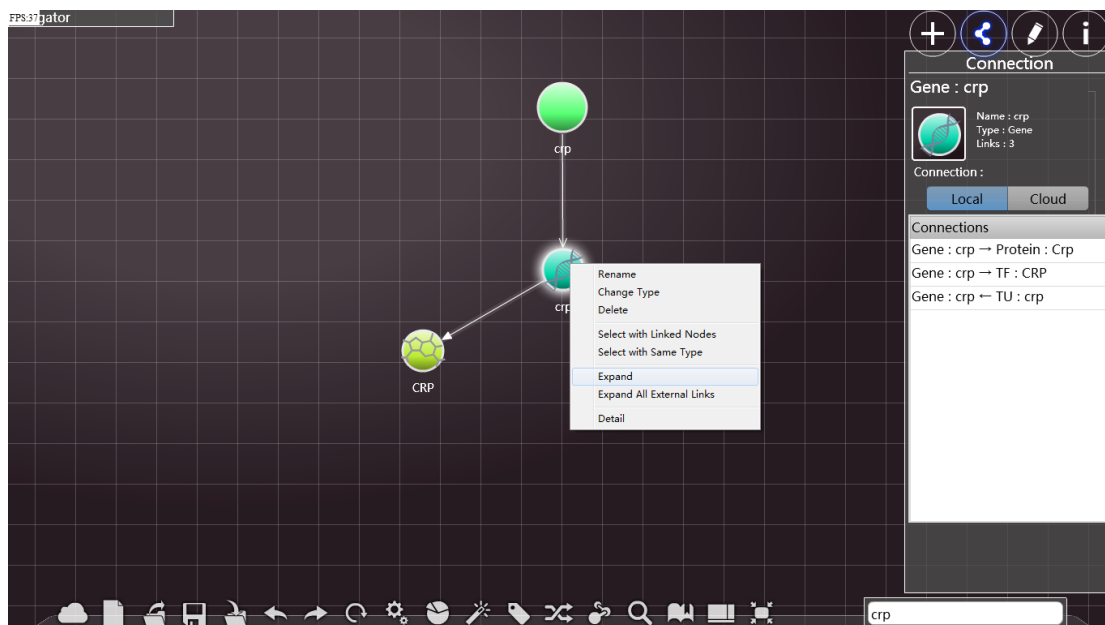 FPS:37 gator
crp
crp
CRP
Rename
Change Type
Delete
Select with Linked Nodes
Select with Same Type
Expand
Expand All External Links
Detail
Connection
Gene : crp
Name : crp
Type : Gene
Links : 3
Connection :
Local Cloud
Connections
Gene : crp → Protein : Crp
Gene : crp → TF : CRP
Gene : crp ← TU : crp
crp